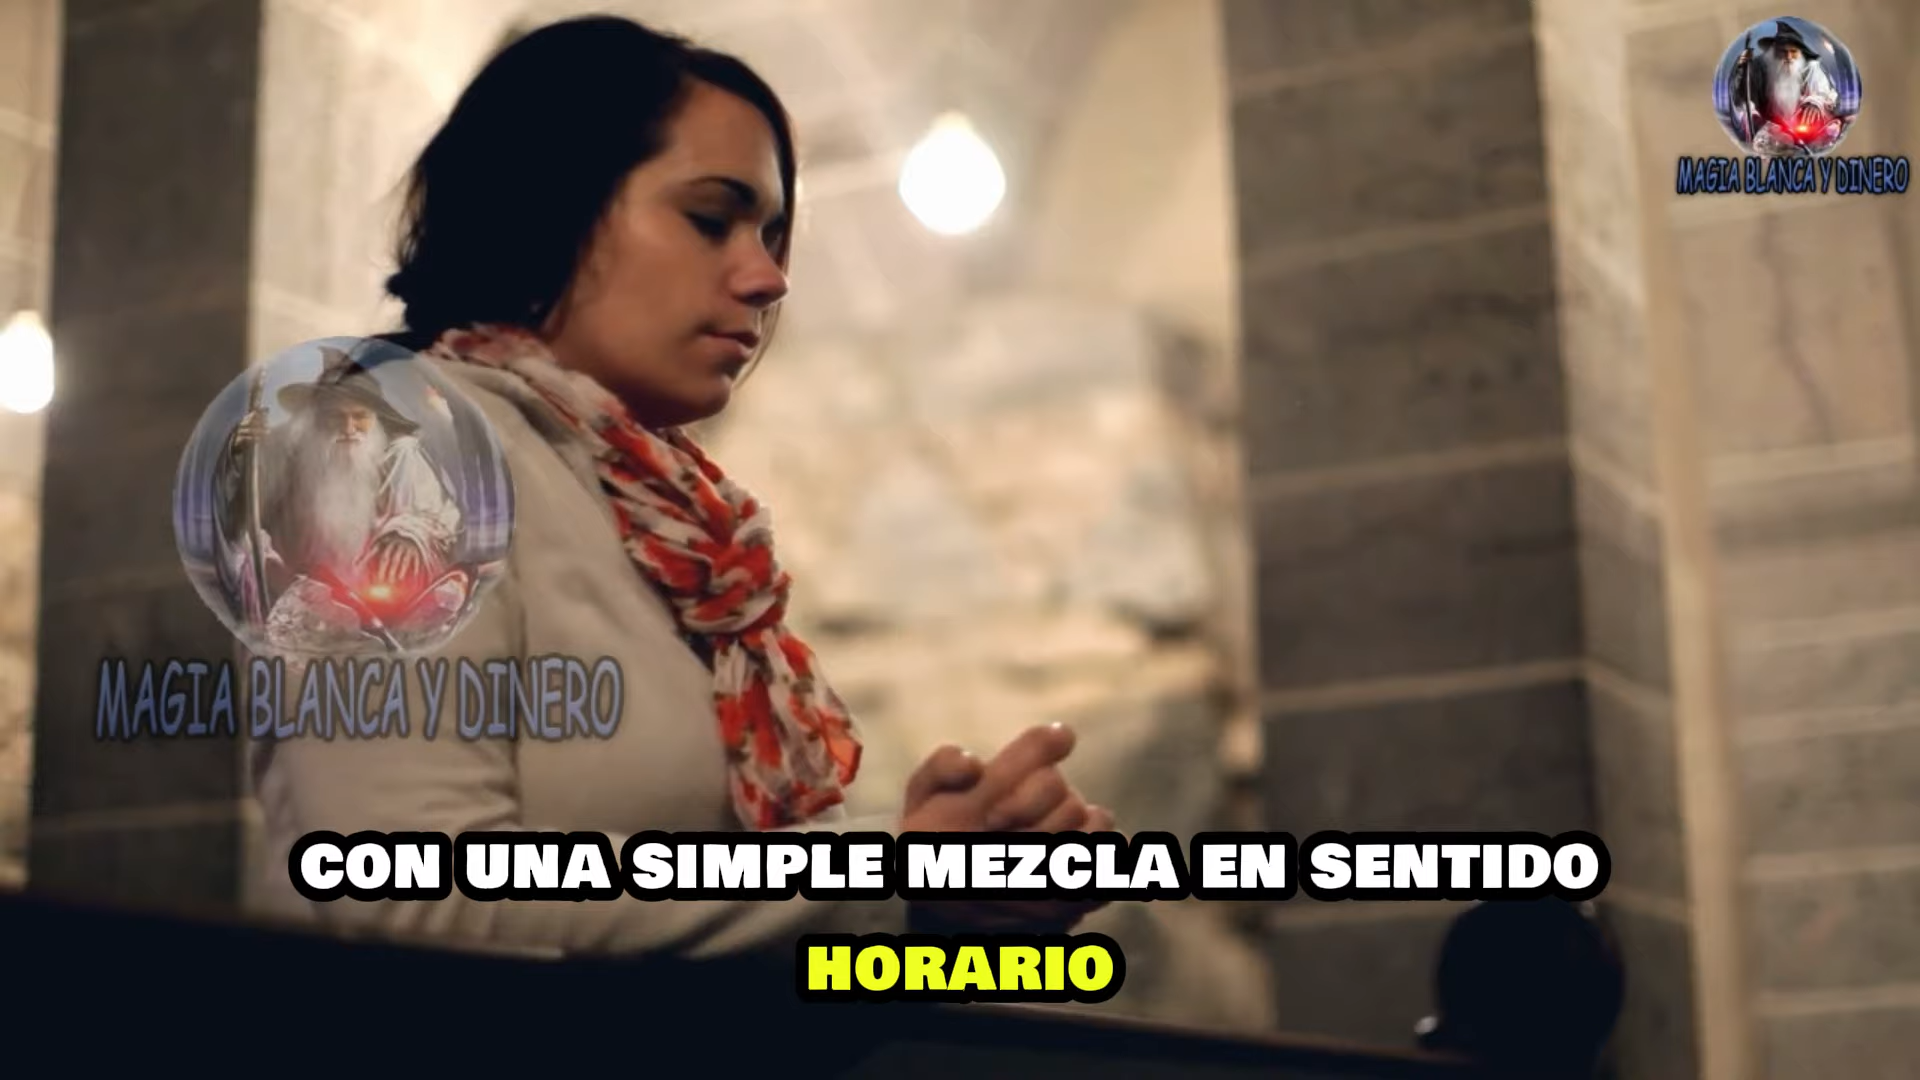 MAGIA BLANCA Y DINERO
MAGIA BLANCA Y DINERO
CON UNA SIMPLE MEZCLA EN SENTIDO
HORARIO